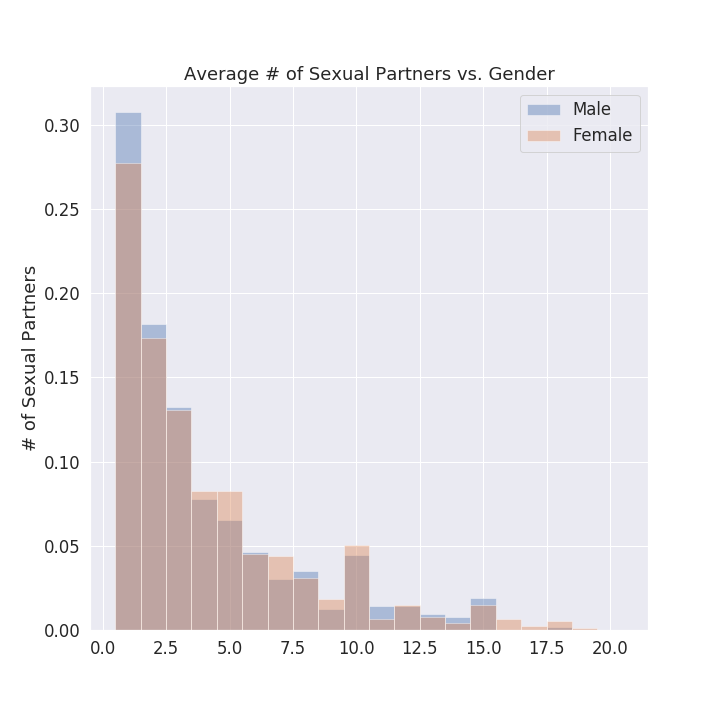 Average # of Sexual Partners vs. Gender
Male
Female
# of Sexual Partners
0.30
0.25
0.20
0.15
0.10
0.05
0.00
0.0 2.5 5.0 7.5 10.0 12.5 15.0 17.5 20.0